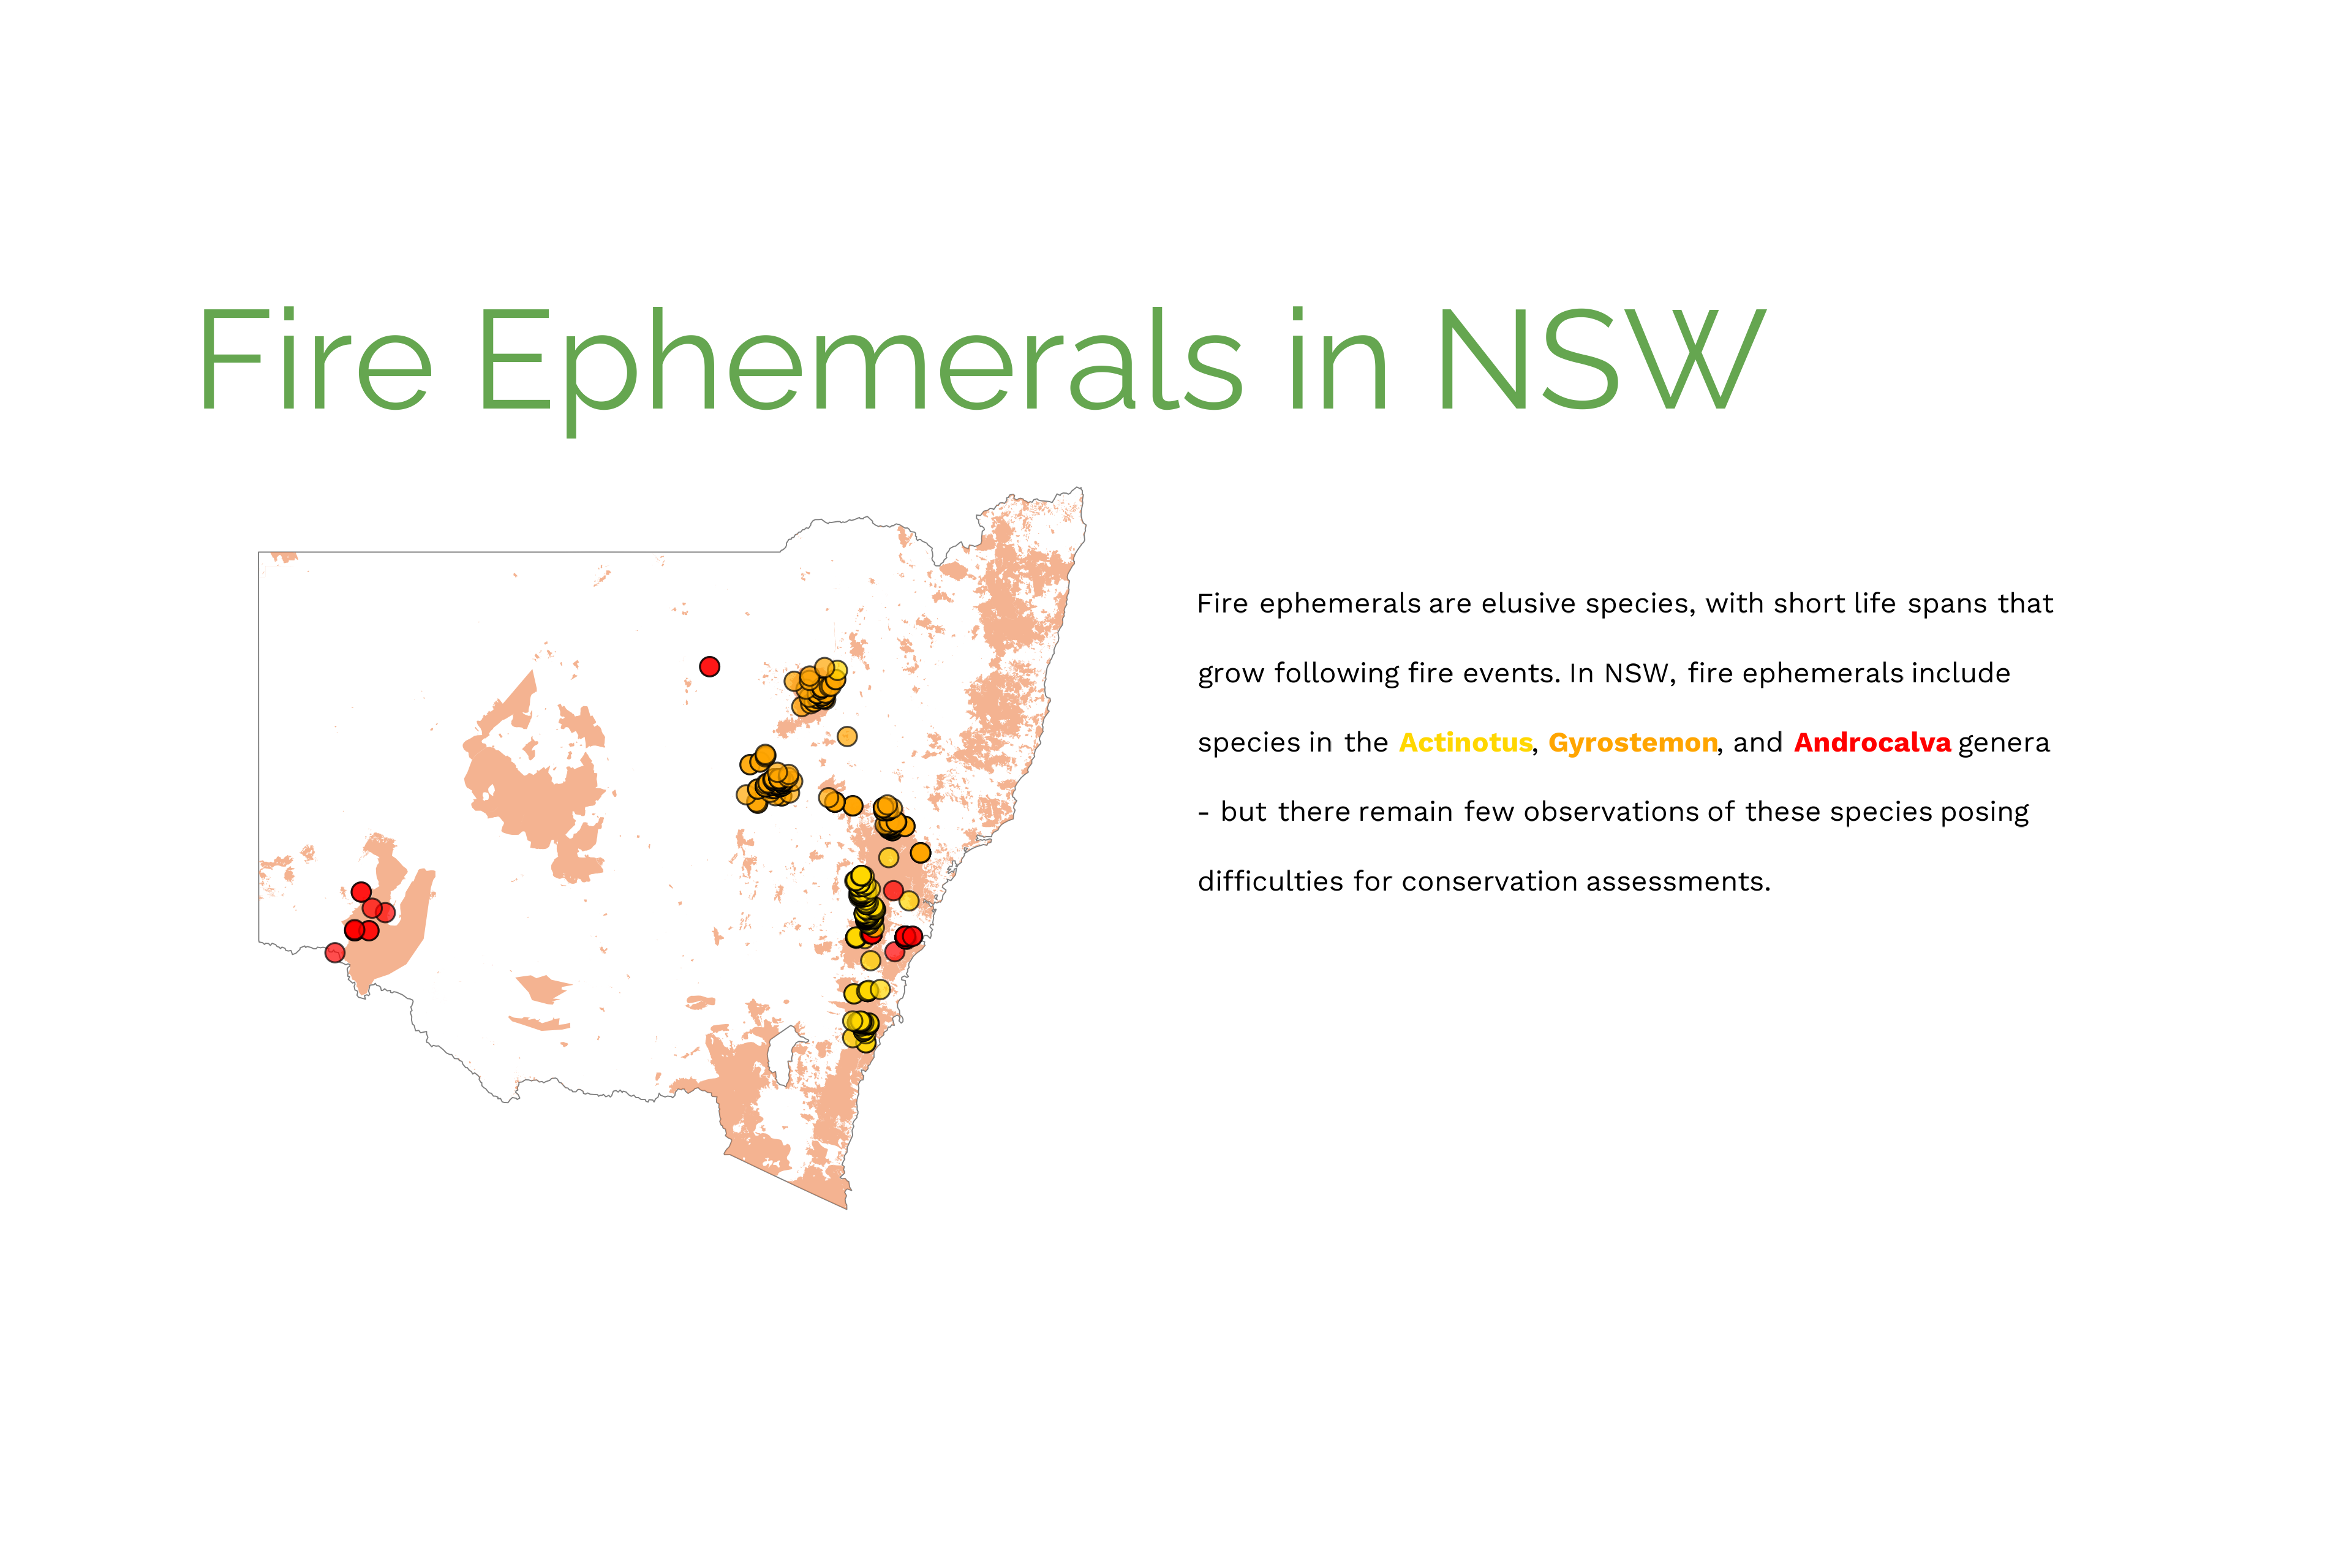 Fire Ephemerals in NSW
Fire ephemerals are elusive species, with short life spans that
grow following fire events. In NSW, fire ephemerals include
species in the Actinotus, Gyrostemon, and Androcalva genera
- but there remain few observations of these species posing
difficulties for conservation assessments.